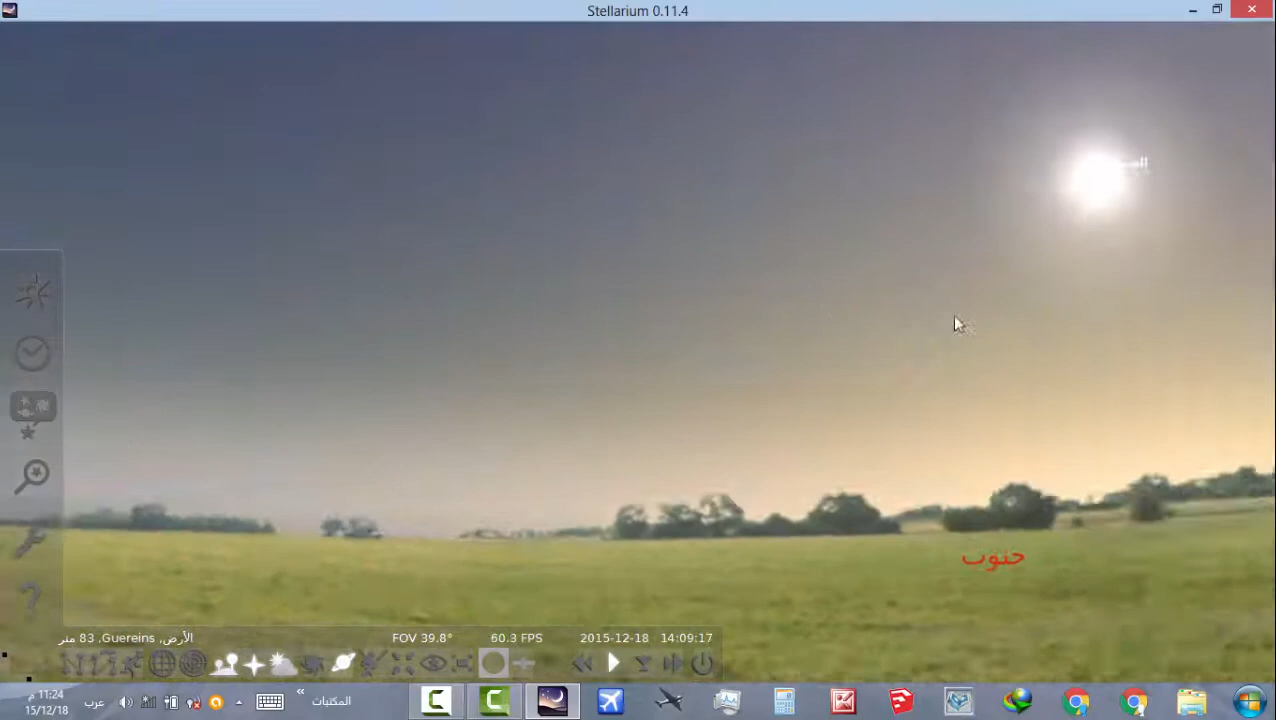 Stellarium 0.11.4
جنوب
الأرض, Guereins, 83 متر
FOV 39.8°
60.3 FPS
2015-12-18
14:09:17
11:24 م
15/12/18
عرب
المكتبات